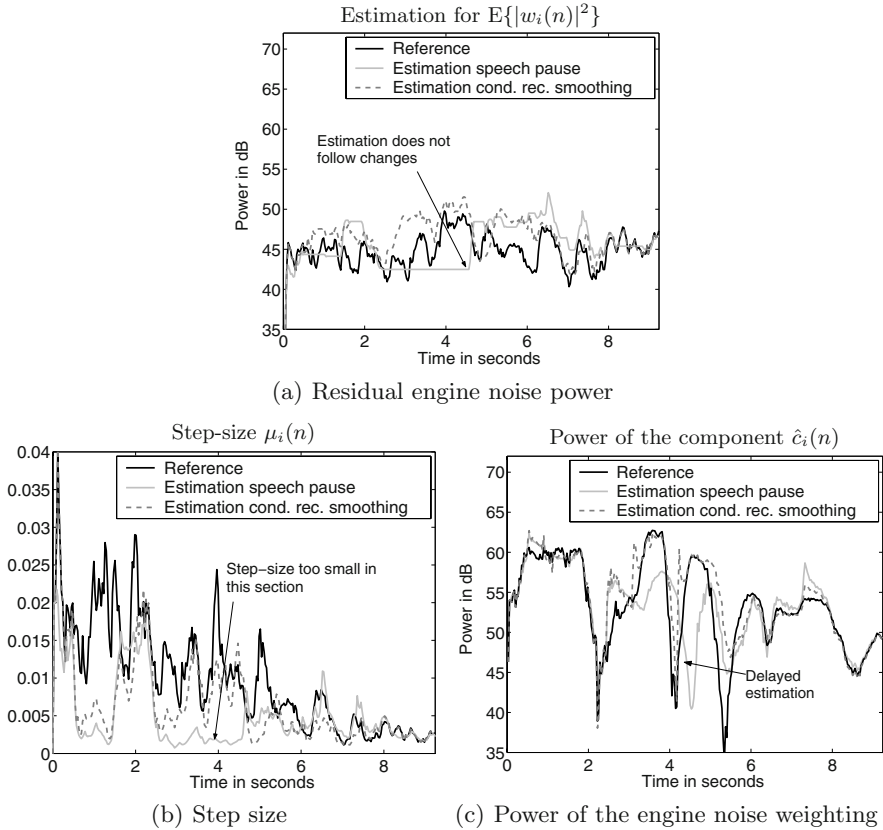 Estimation for E{|w_i(n)|^2}
Reference
Estimation speech pause
Estimation cond. rec. smoothing
Estimation does not
follow changes
Power in dB
70
65
60
55
50
45
40
35
0 2 4 6 8
Time in seconds
(a) Residual engine noise power
Step-size μ_i(n)
Reference
Estimation speech pause
Estimation cond. rec. smoothing
Step−size too small in
this section
0.04
0.035
0.03
0.025
0.02
0.015
0.01
0.005
0
0 2 4 6 8
Time in seconds
(b) Step size
Power of the component ĉ_i(n)
Reference
Estimation speech pause
Estimation cond. rec. smoothing
Delayed
estimation
Power in dB
70
65
60
55
50
45
40
35
0 2 4 6 8
Time in seconds
(c) Power of the engine noise weighting